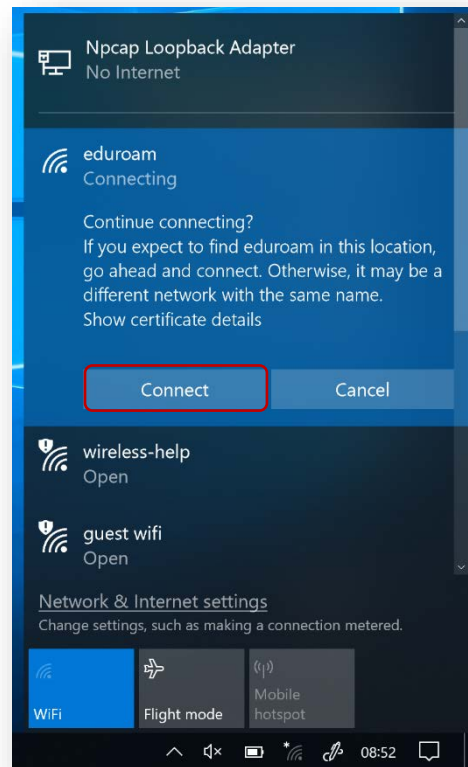 Npcap Loopback Adapter
No Internet
eduroam
Connecting
Continue connecting?
If you expect to find eduroam in this location,
go ahead and connect. Otherwise, it may be a
different network with the same name.
Show certificate details
Connect Cancel
wireless-help
Open
guest wifi
Open
Network & Internet settings
Change settings, such as making a connection metered.
WiFi
Flight mode
Mobile
hotspot
08:52